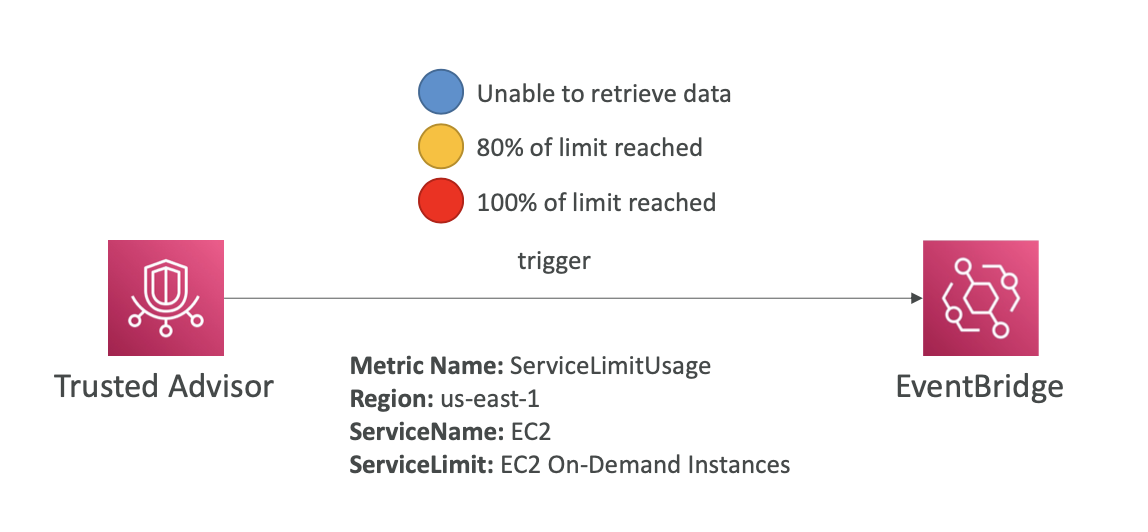 Unable to retrieve data
80% of limit reached
100% of limit reached
trigger
Trusted Advisor
EventBridge
Metric Name: ServiceLimitUsage
Region: us-east-1
ServiceName: EC2
ServiceLimit: EC2 On-Demand Instances